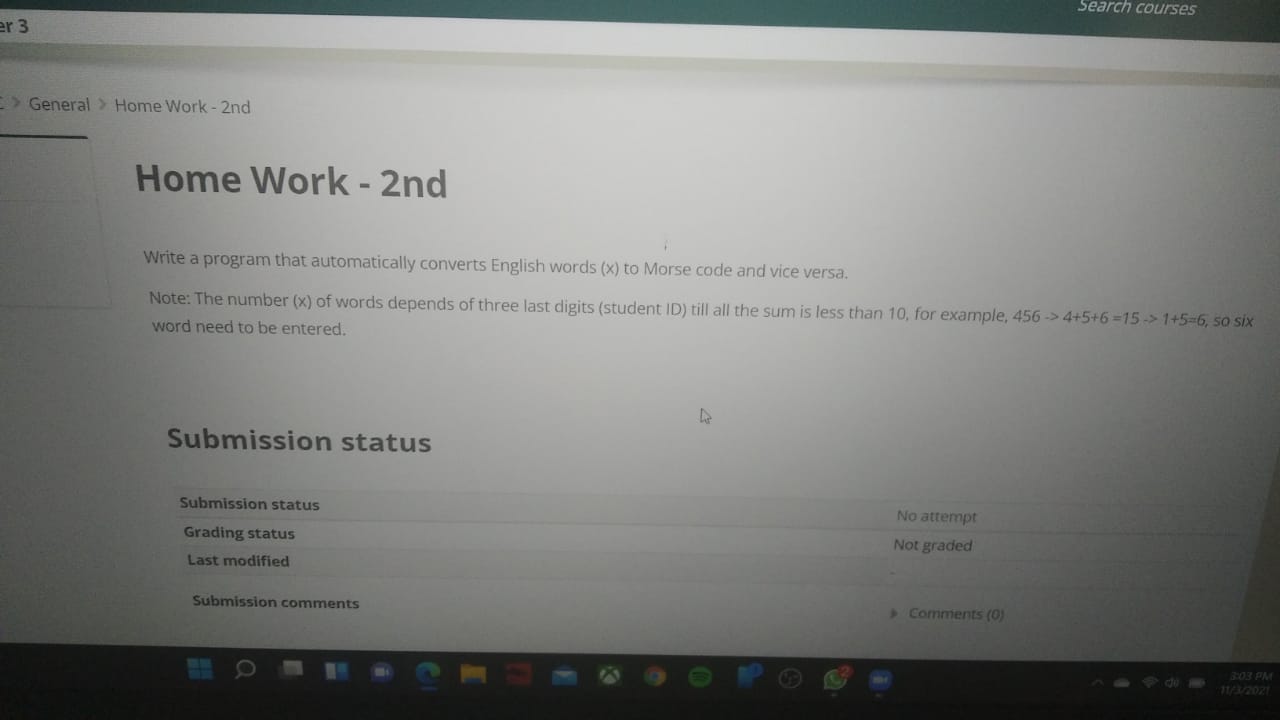 Search courses
er 3
General > Home Work - 2nd
Home Work - 2nd
Write a program that automatically converts English words (x) to Morse code and vice versa.
Note: The number (x) of words depends of three last digits (student ID) till all the sum is less than 10, for example, 456 -> 4+5+6 =15 -> 1+5=6, so six
word need to be entered.
Submission status
Submission status
No attempt
Grading status
Not graded
Last modified
-
Submission comments
Comments (0)
3:03 PM
11/3/2021